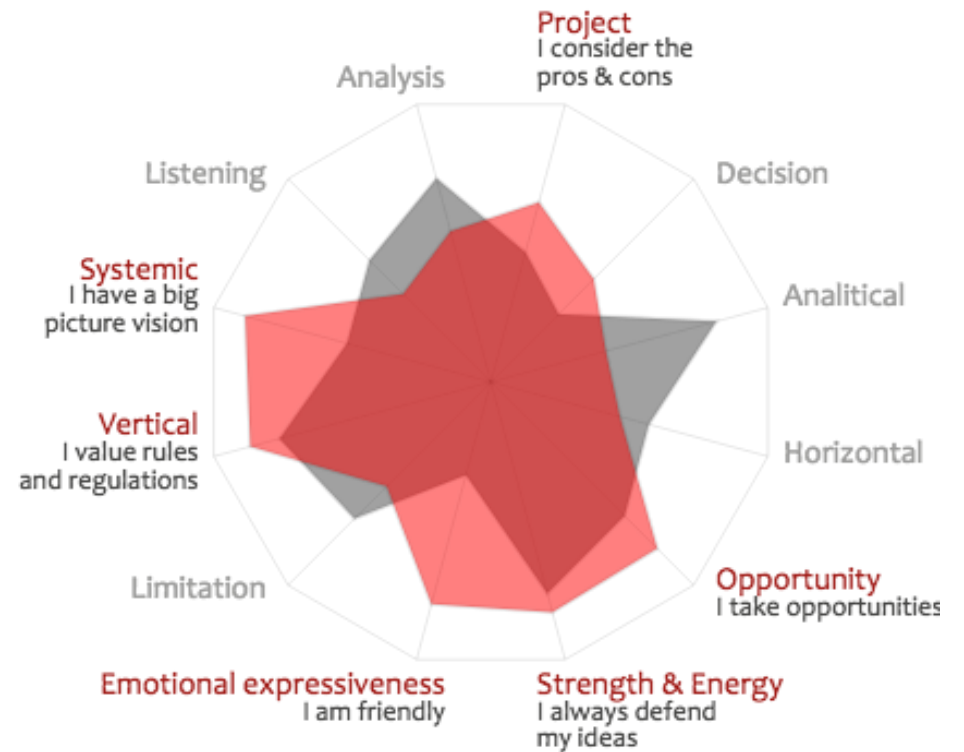 Project
I consider the
pros & cons
Analysis
Decision
Listening
Systemic
I have a big
picture vision
Analitical
Vertical
I value rules
and regulations
Horizontal
Limitation
Opportunity
I take opportunities
Emotional expressiveness
I am friendly
Strength & Energy
I always defend
my ideas